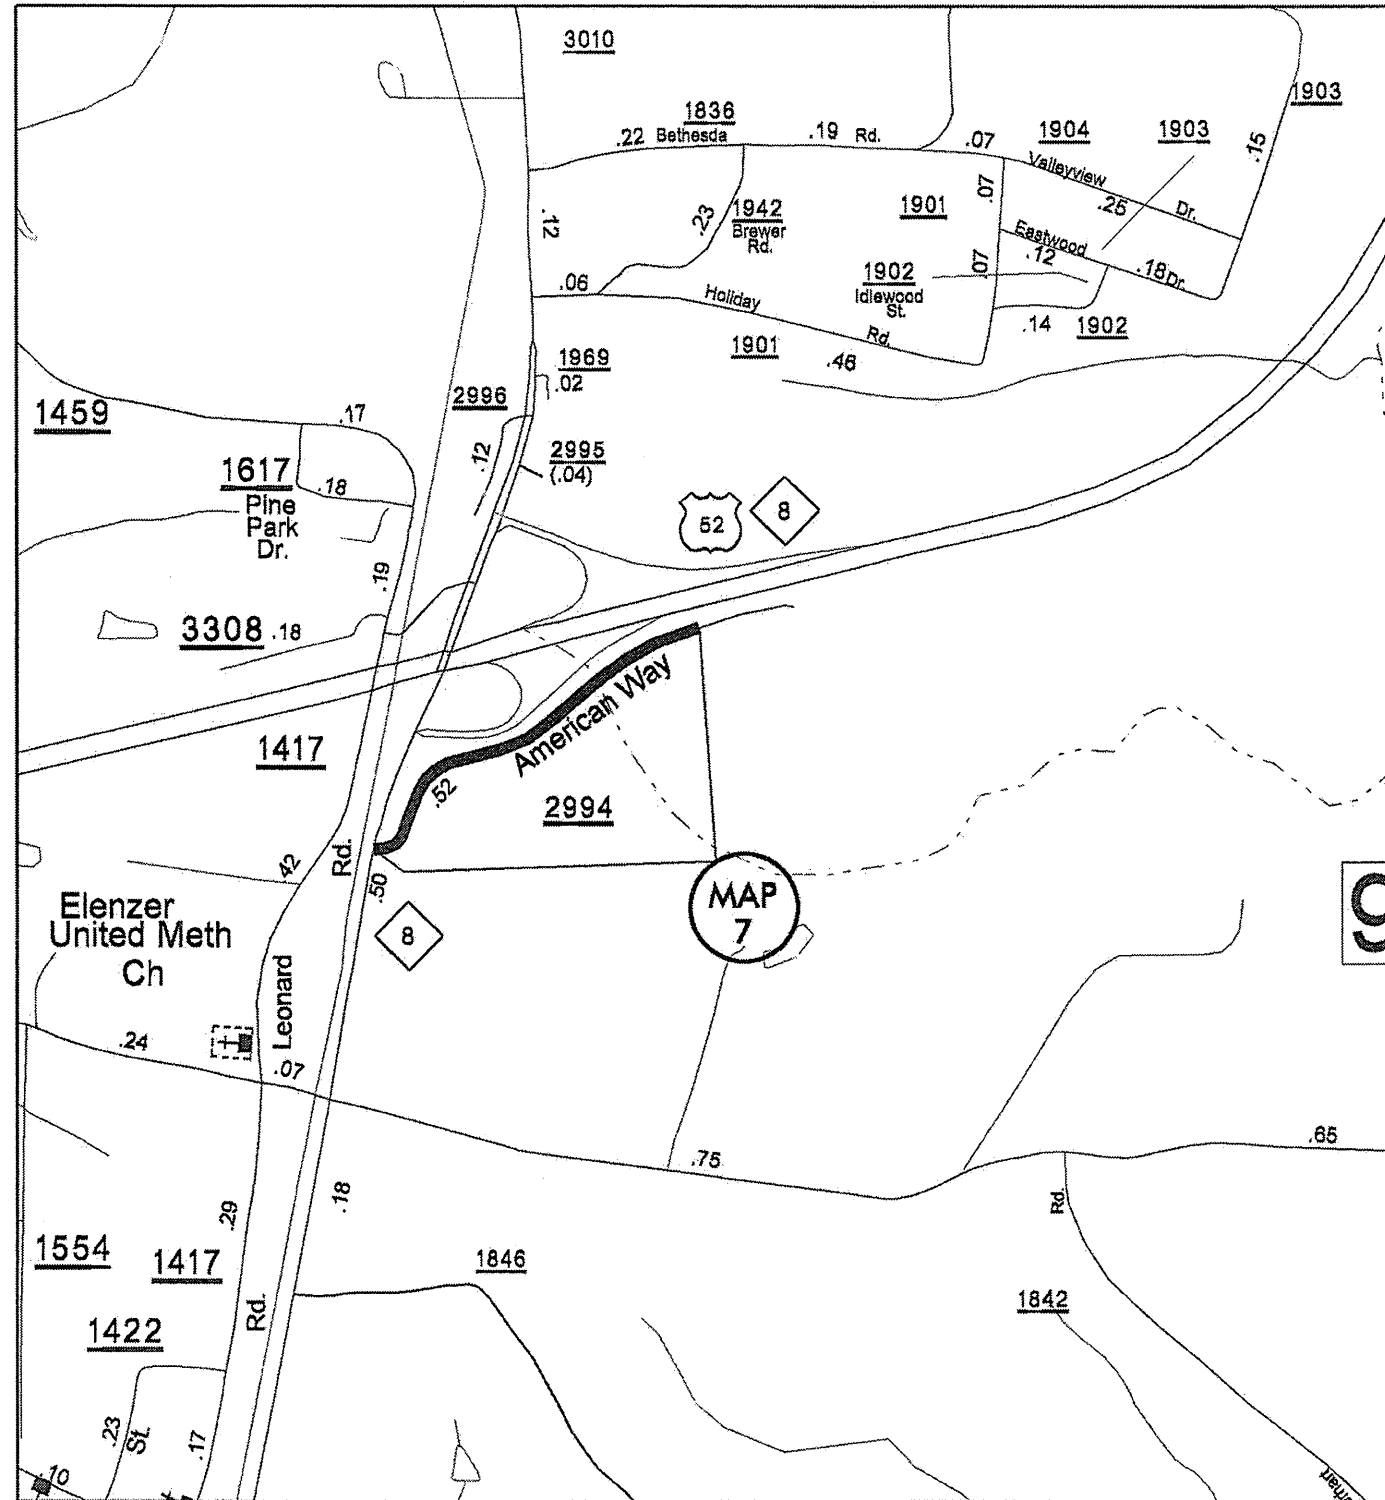 3010
1903
1836
.22 Bethesda .19 Rd. .07
1904
1903
.15
Valleyview
.25 Dr.
.07
1901
.12
.23
1942
Brewer
Rd.
Eastwood
.12 .18 Dr.
.07
1902
Idlewood
St.
.06
Holiday
Rd.
.14 1902
1901
.46
1969
.02
2996
1459
.17
.12
2995
(.04)
1617
Pine
Park
Dr.
.18
52
8
.19
3308 .18
American Way
1417
.52
2994
Rd.
.42
.50
MAP
7
9
Elenzer
United Meth
Ch
8
Leonard
.24
.07
.75
.65
.18
.29
Rd.
1554
1417
1846
1842
Rd.
1422
.23
St.
.17
.10